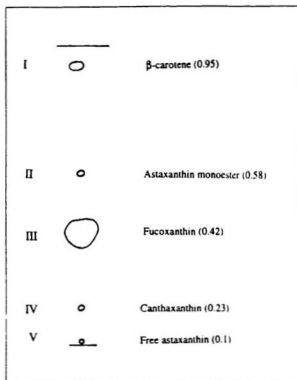 I β-carotene (0.95)
II Astaxanthin monoester (0.58)
III Fucoxanthin (0.42)
IV Canthaxanthin (0.23)
V Free astaxanthin (0.1)